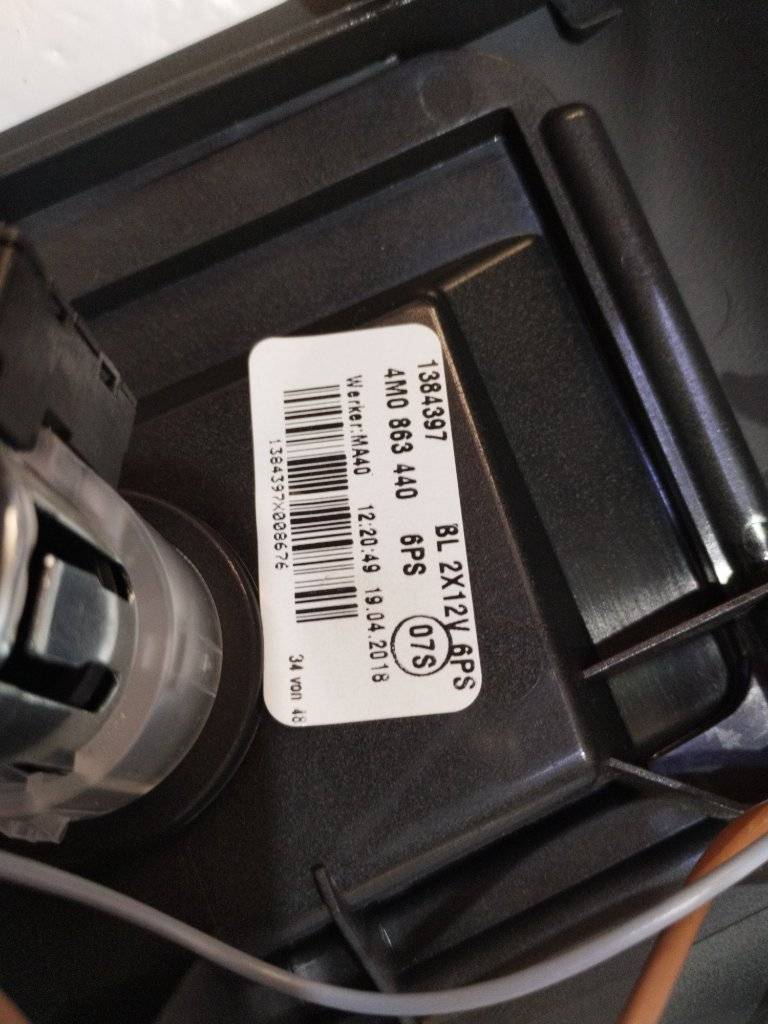 1384397 BL 2X12V 6PS
4M0 863 440 6PS 07S
Werker:MA40 12:20:49 19.04.2018
1384397X008676
34 von 48